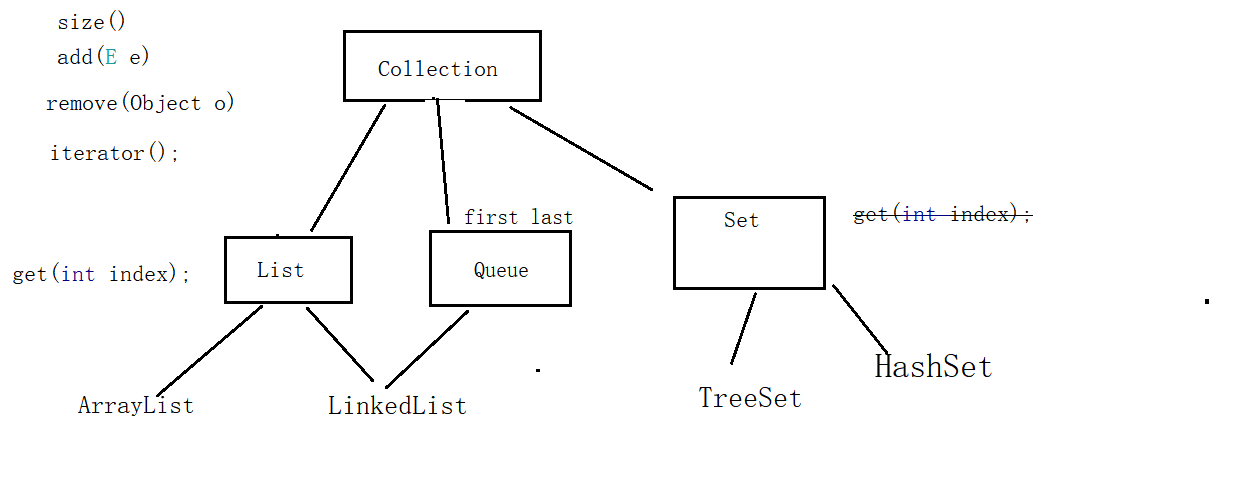 size()
add(E e)
Collection
remove(Object o)
iterator();
first last
Set
get(int index);
get(int index);
List
Queue
HashSet
ArrayList
LinkedList
TreeSet